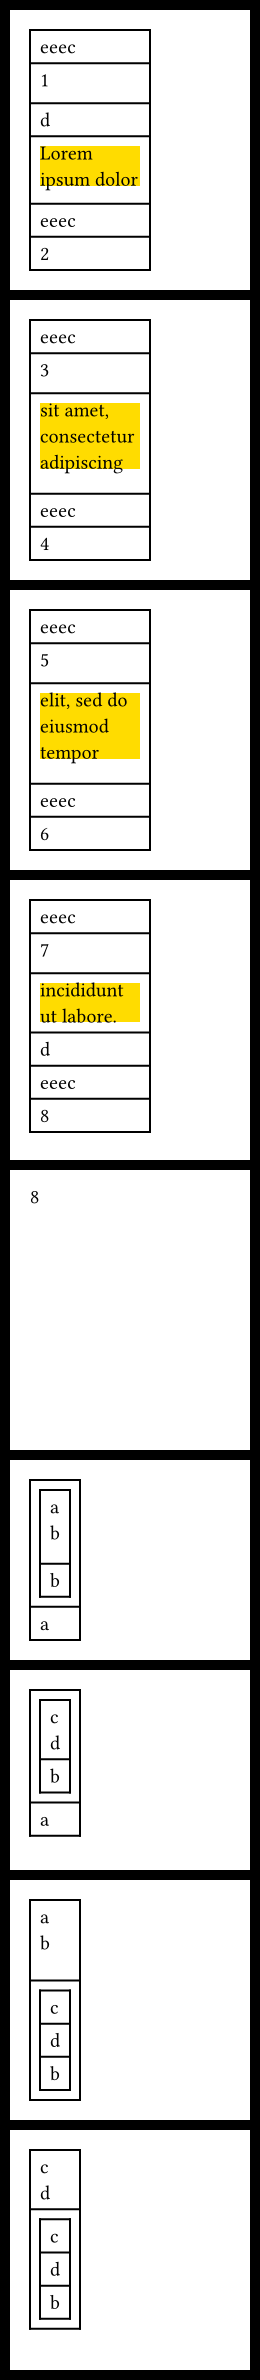 eeec
1
d
Lorem
ipsum dolor
eeec
2
eeec
3
sit amet,
consectetur
adipiscing
eeec
4
eeec
5
elit, sed do
eiusmod
tempor
eeec
6
eeec
7
incididunt
ut labore.
d
eeec
8
8
a
b
b
a
c
d
b
a
a
b
c
d
b
c
d
c
d
b